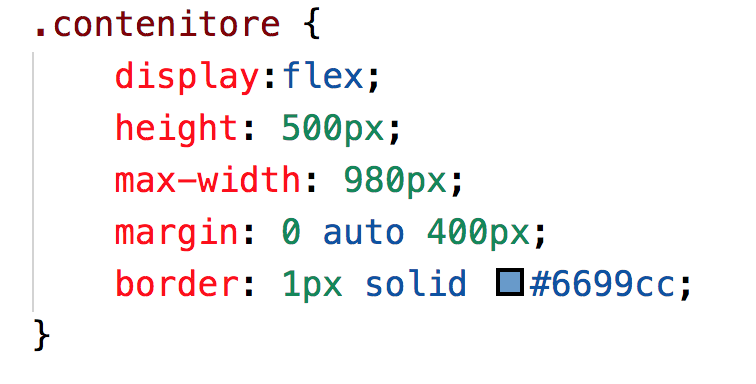 .contenitore {
display:flex;
height: 500px;
max-width: 980px;
margin: 0 auto 400px;
border: 1px solid #6699cc;
}